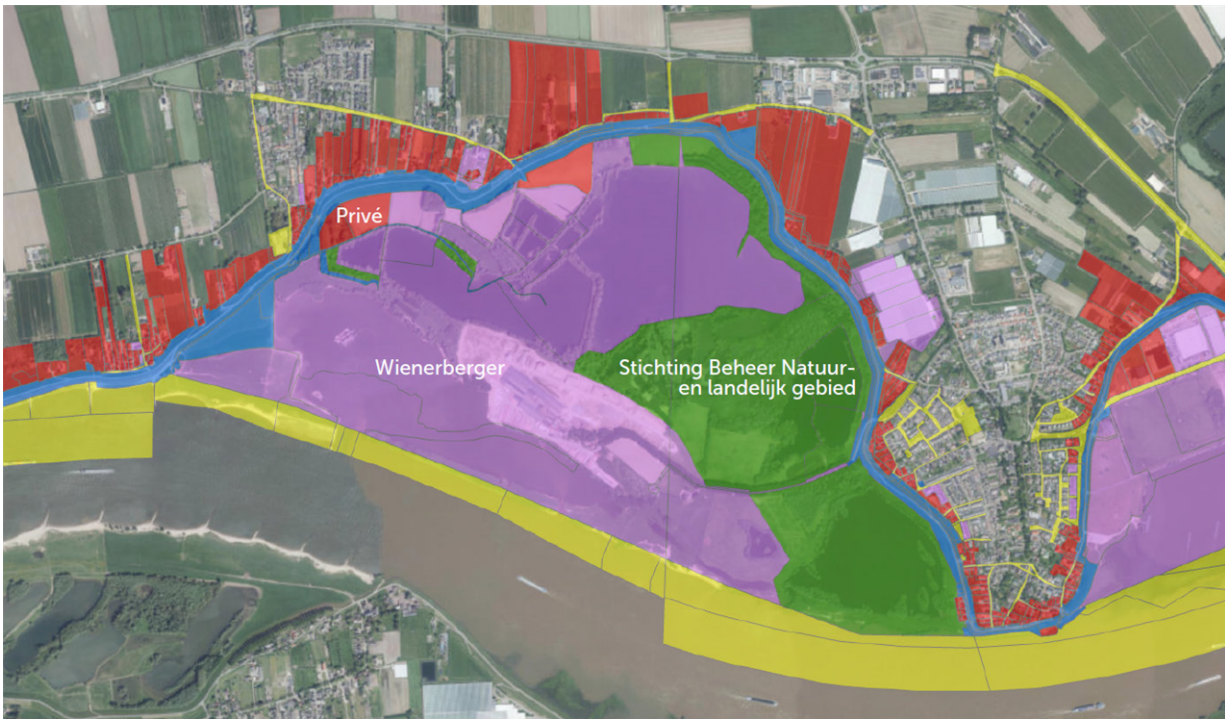 Privé
Wienerberger
Stichting Beheer Natuur-
en landelijk gebied